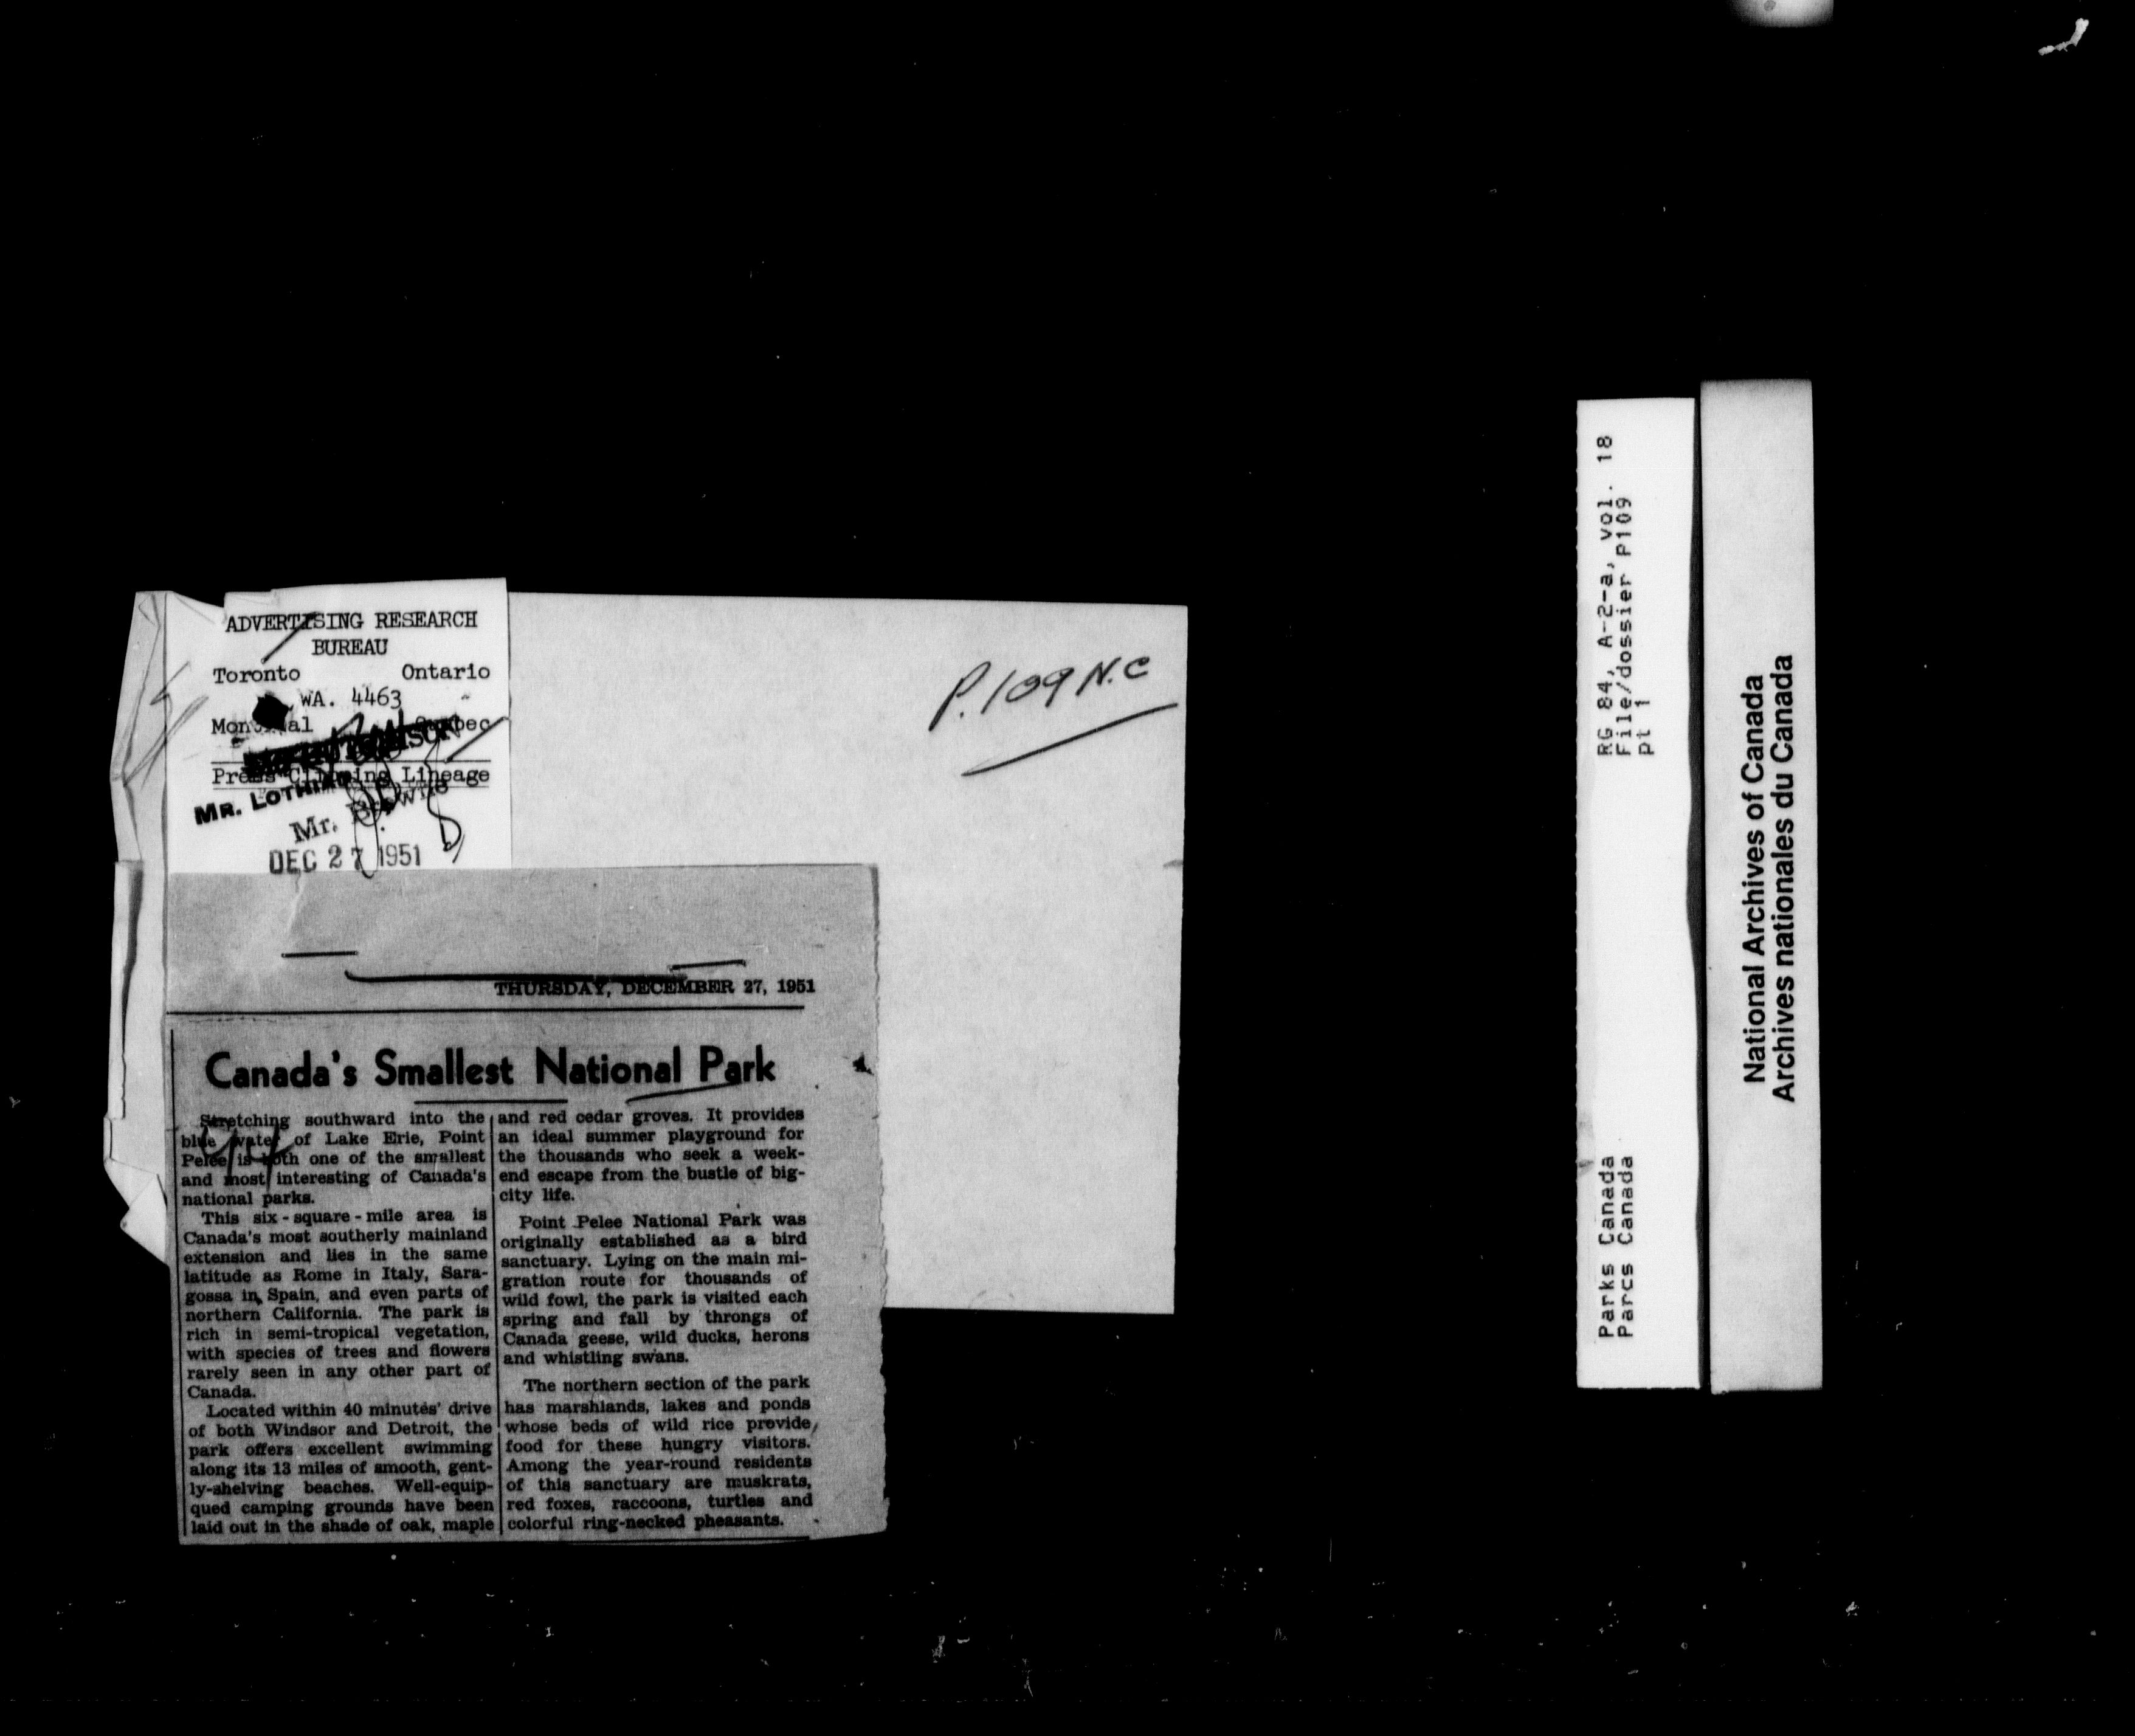 ADVERTISING RESEARCH
BUREAU
Toronto Ontario
WA. 4463
Montreal Quebec
Press Clipping Lineage
MR. LOTHIAN
Mr. Browne
DEC 27 1951
P.109 N.C
THURSDAY, DECEMBER 27, 1951
Canada's Smallest National Park
Stretching southward into the
blue water of Lake Erie, Point
Pelee is both one of the smallest
and most interesting of Canada's
national parks.
This six-square-mile area is
Canada's most southerly mainland
extension and lies in the same
latitude as Rome in Italy, Sara-
gossa in Spain, and even parts of
northern California. The park is
rich in semi-tropical vegetation,
with species of trees and flowers
rarely seen in any other part of
Canada.
Located within 40 minutes' drive
of both Windsor and Detroit, the
park offers excellent swimming
along its 13 miles of smooth, gent-
ly-shelving beaches. Well-equip-
qued camping grounds have been
laid out in the shade of oak, maple
and red cedar groves. It provides
an ideal summer playground for
the thousands who seek a week-
end escape from the bustle of big-
city life.
Point Pelee National Park was
originally established as a bird
sanctuary. Lying on the main mi-
gration route for thousands of
wild fowl, the park is visited each
spring and fall by throngs of
Canada geese, wild ducks, herons
and whistling swans.
The northern section of the park
has marshlands, lakes and ponds
whose beds of wild rice provide
food for these hungry visitors.
Among the year-round residents
of this sanctuary are muskrats,
red foxes, raccoons, turtles and
colorful ring-necked pheasants.
RG 84, A-2-a, vol. 18
File/dossier P109
pt 1
Parks Canada
Parcs Canada
National Archives of Canada
Archives nationales du Canada